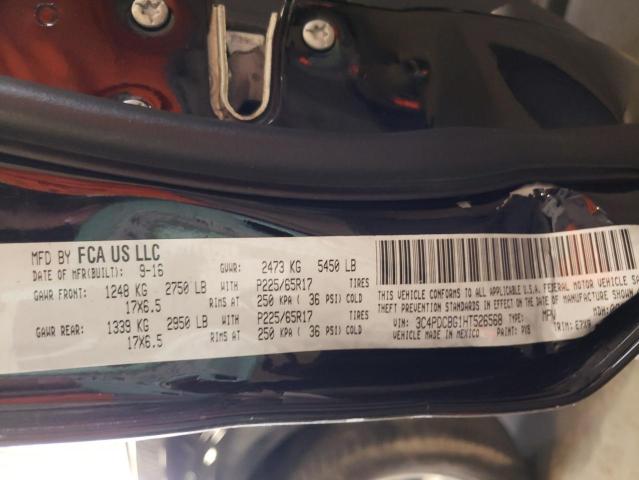 MFD BY FCA US LLC
DATE OF MFR(BUILT): 9-16
GVWR: 2473 KG 5450 LB
GAWR FRONT: 1248 KG 2750 LB WITH P225/65R17 TIRES
17X6.5 RIMS AT 250 KPA ( 36 PSI) COLD
GAWR REAR: 1339 KG 2950 LB WITH P225/65R17 TIRES
17X6.5 RIMS AT 250 KPA ( 36 PSI) COLD
THIS VEHICLE CONFORMS TO ALL APPLICABLE U.S.A. FEDERAL MOTOR VEHICLE
THEFT PREVENTION STANDARDS IN EFFECT ON THE DATE OF MANUFACTURE SHOWN
VIN: 3C4PDCBG1HT526568 TYPE: MPV MDH:
VEHICLE MADE IN MEXICO PAINT: PX8 TRIM: